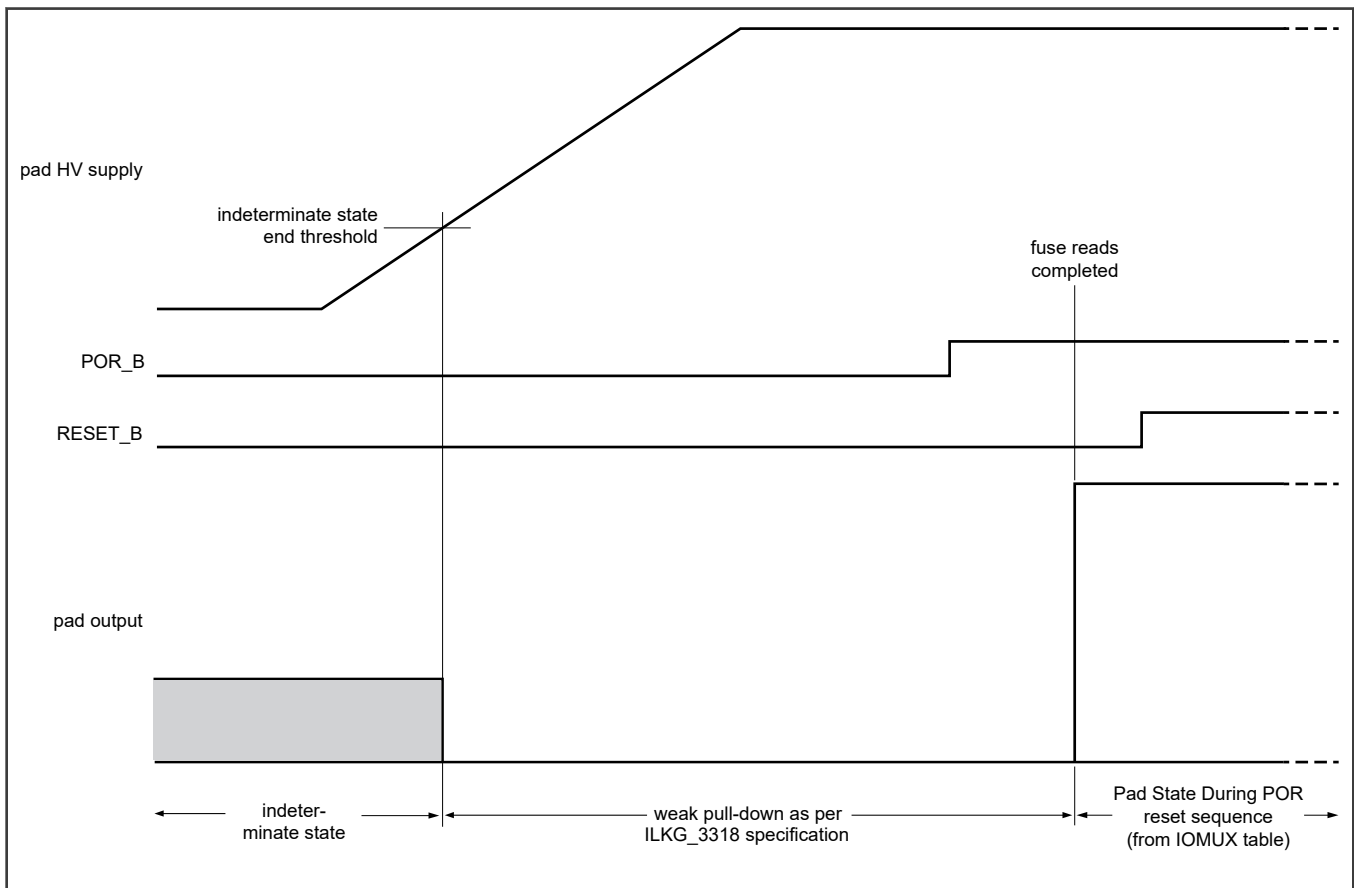 pad HV supply
indeterminate state
end threshold
fuse reads
completed
POR_B
RESET_B
pad output
indeter-
minate state
weak pull-down as per
ILKG_3318 specification
Pad State During POR
reset sequence
(from IOMUX table)